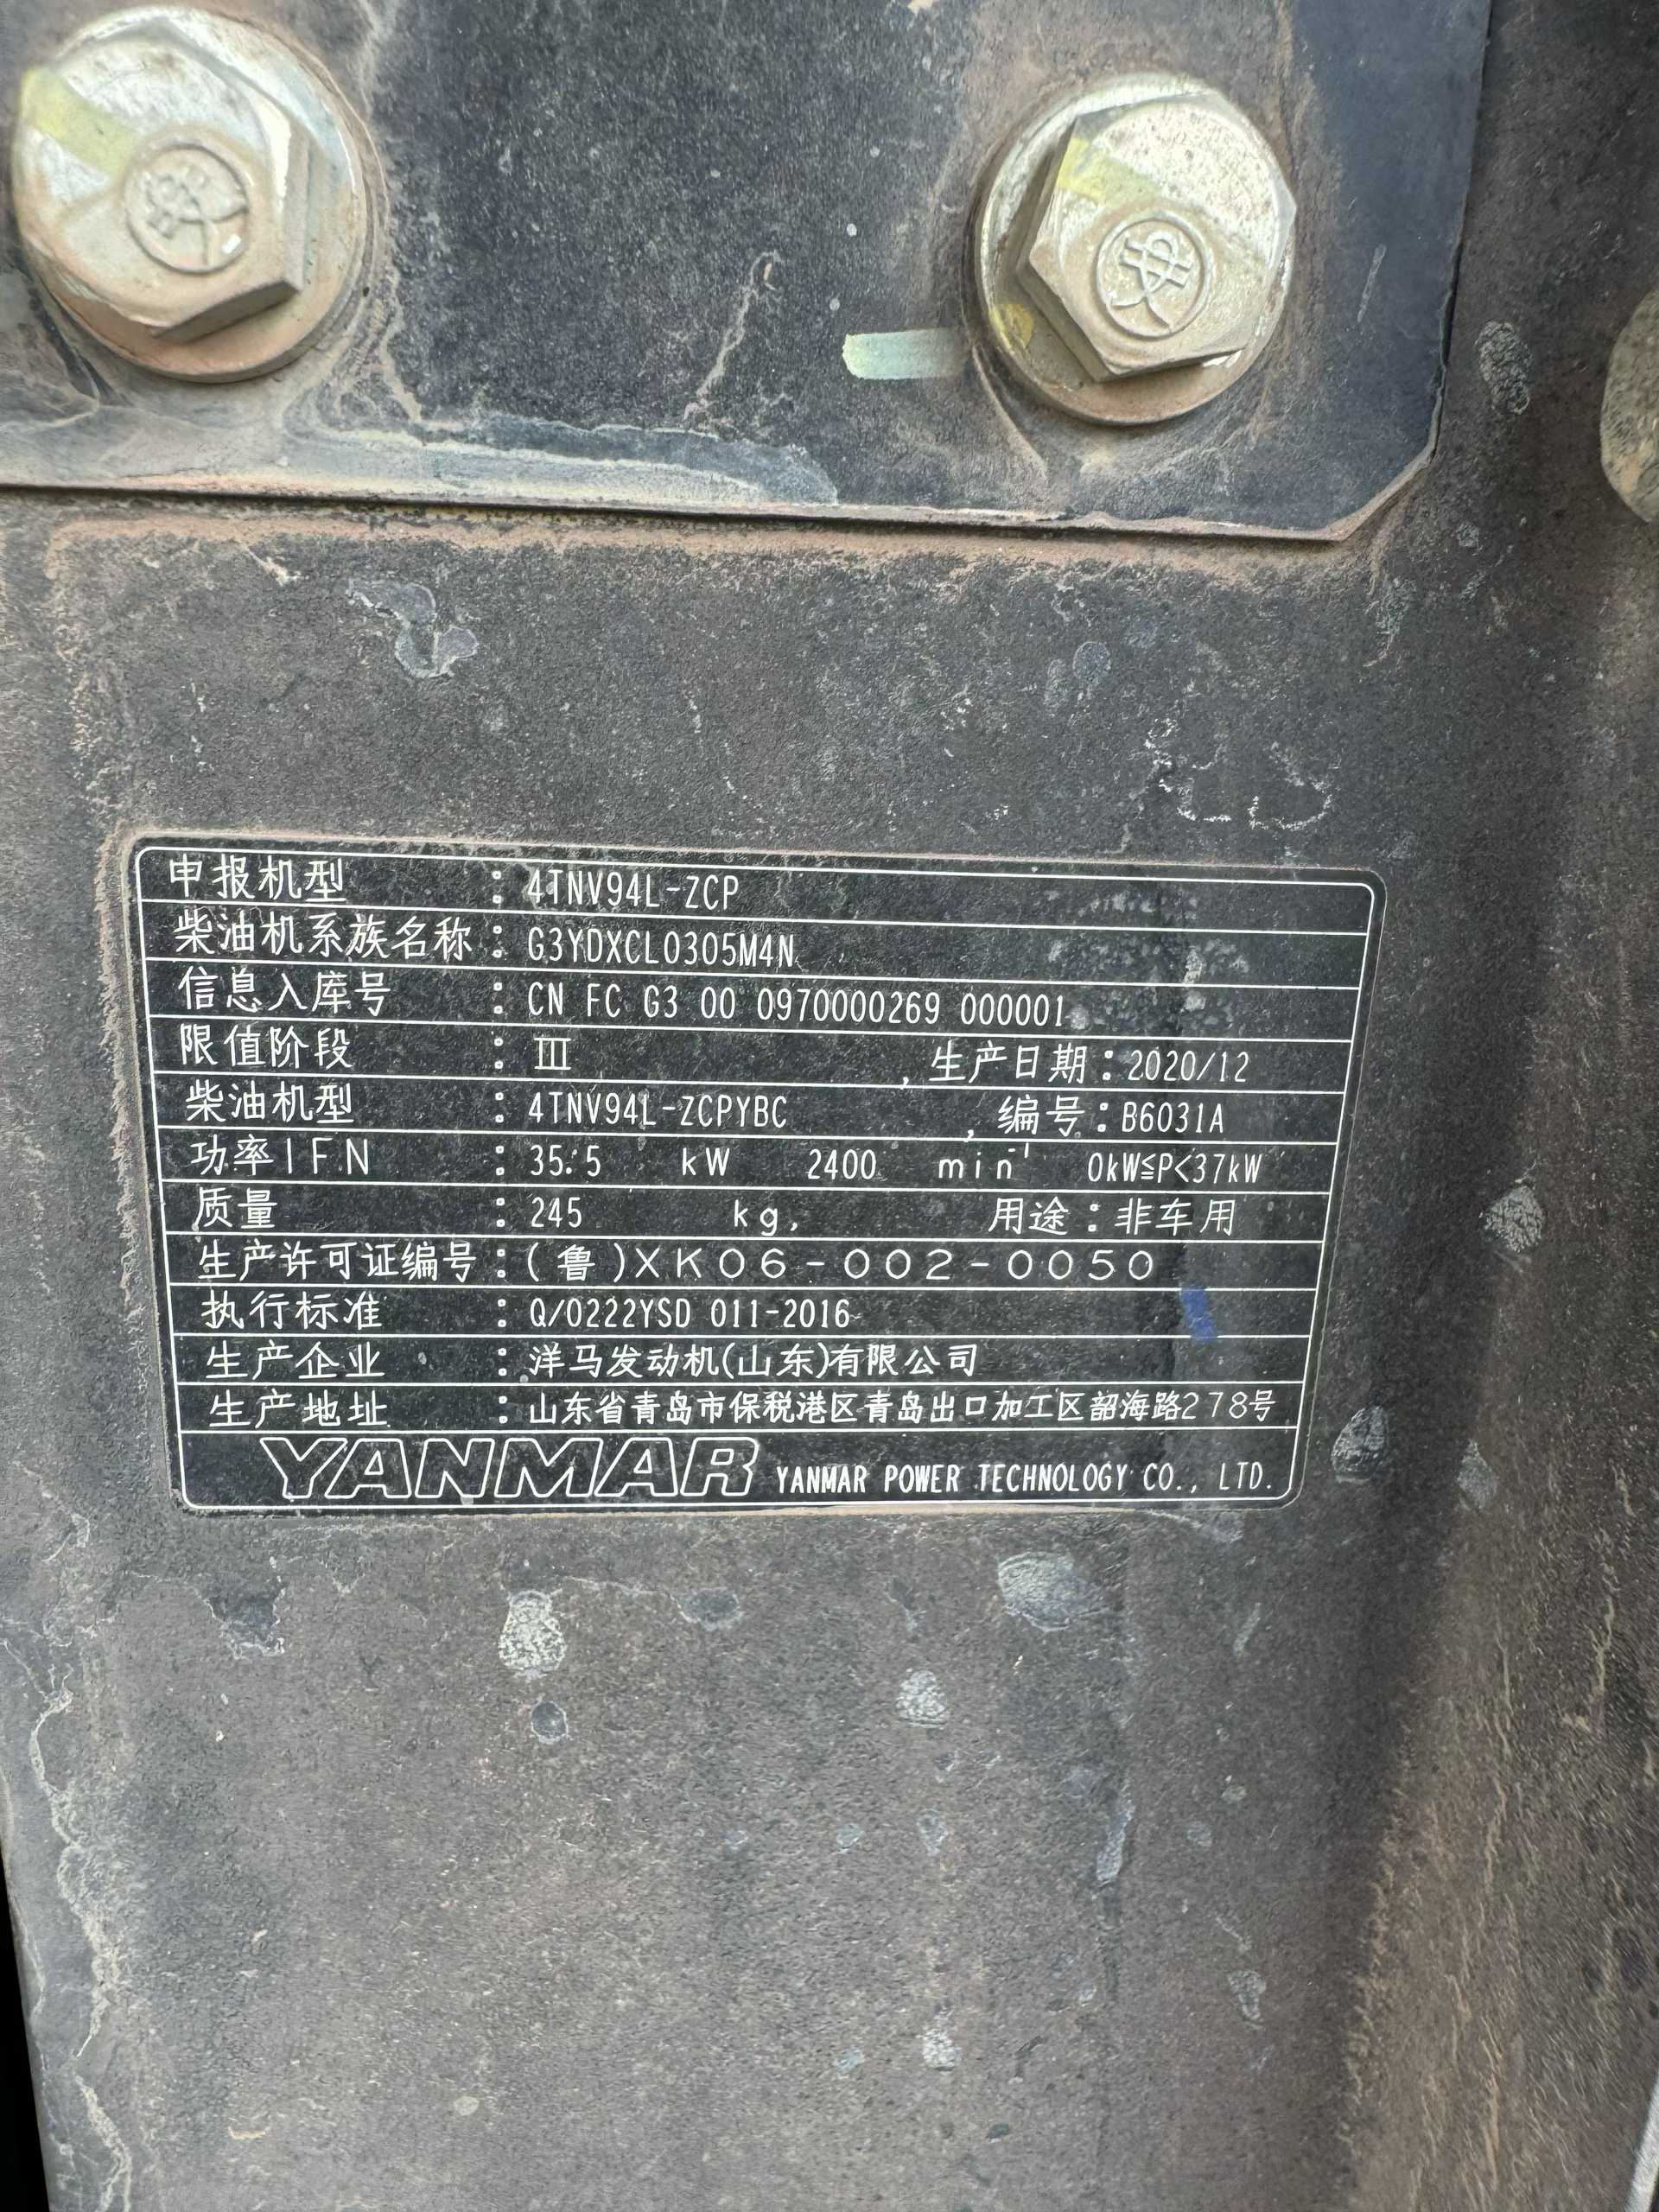 申报机型 : 4TNV94L-ZCP
柴油机系族名称 : G3YDXCL0305M4N
信息入库号 : CN FC G3 00 0970000269 000001
限值阶段 : III , 生产日期 : 2020/12
柴油机型 : 4TNV94L-ZCPYBC , 编号 : B6031A
功率IFN : 35.5 kW 2400 min⁻¹ 0kW≦P<37kW
质量 : 245 kg, 用途 : 非车用
生产许可证编号 : (鲁)XK06-002-0050
执行标准 : Q/0222YSD 011-2016
生产企业 : 洋马发动机(山东)有限公司
生产地址 : 山东省青岛市保税港区青岛出口加工区韶海路278号
YANMAR YANMAR POWER TECHNOLOGY CO., LTD.